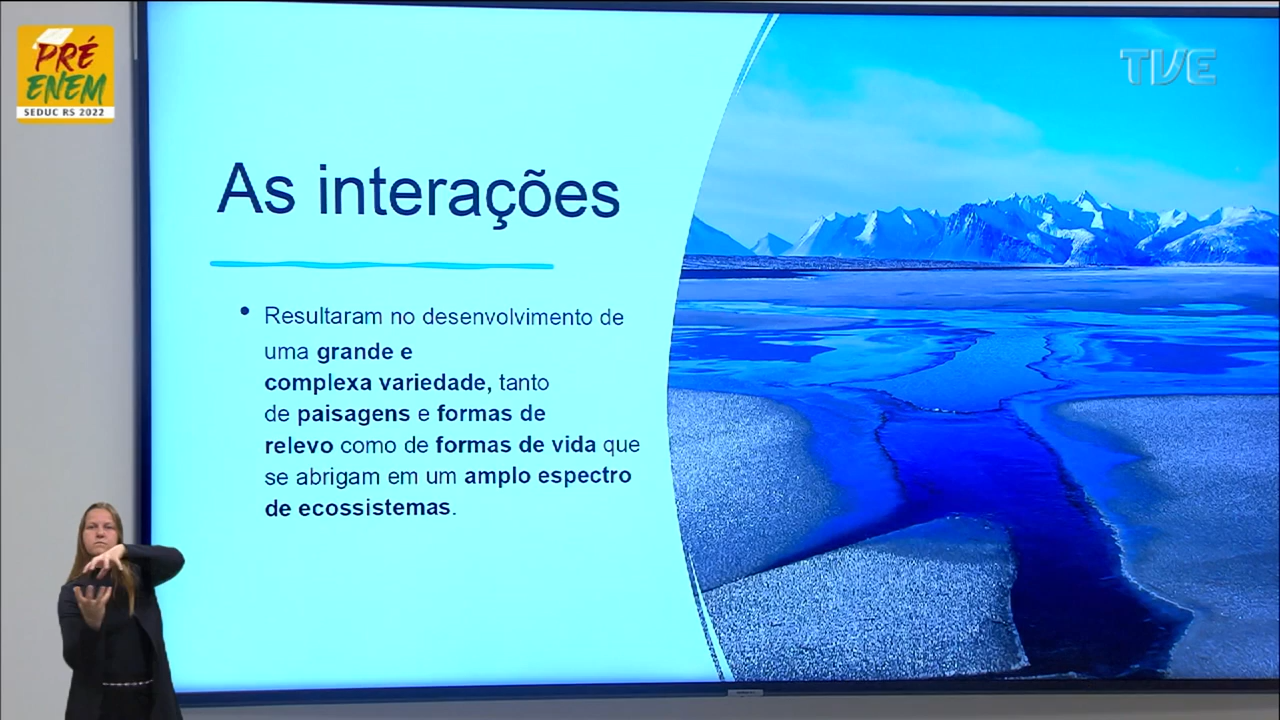 PRÉ
ENEM
SEDUC RS 2022
TVE
As interações
• Resultaram no desenvolvimento de
uma grande e
complexa variedade, tanto
de paisagens e formas de
relevo como de formas de vida que
se abrigam em um amplo espectro
de ecossistemas.